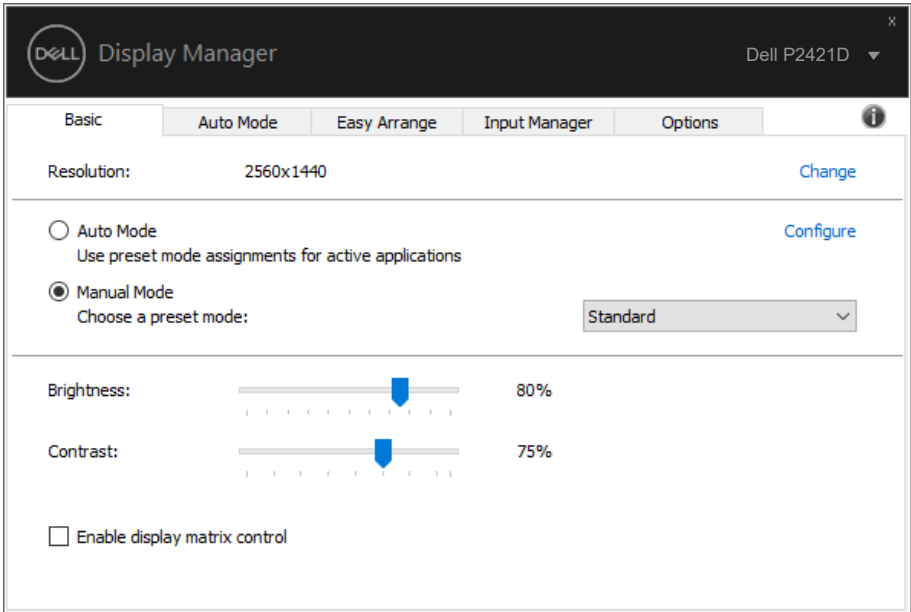 x
DELL Display Manager Dell P2421D
Basic Auto Mode Easy Arrange Input Manager Options i
Resolution: 2560x1440 Change
Auto Mode Configure
Use preset mode assignments for active applications
Manual Mode
Choose a preset mode: Standard
Brightness: 80%
Contrast: 75%
Enable display matrix control